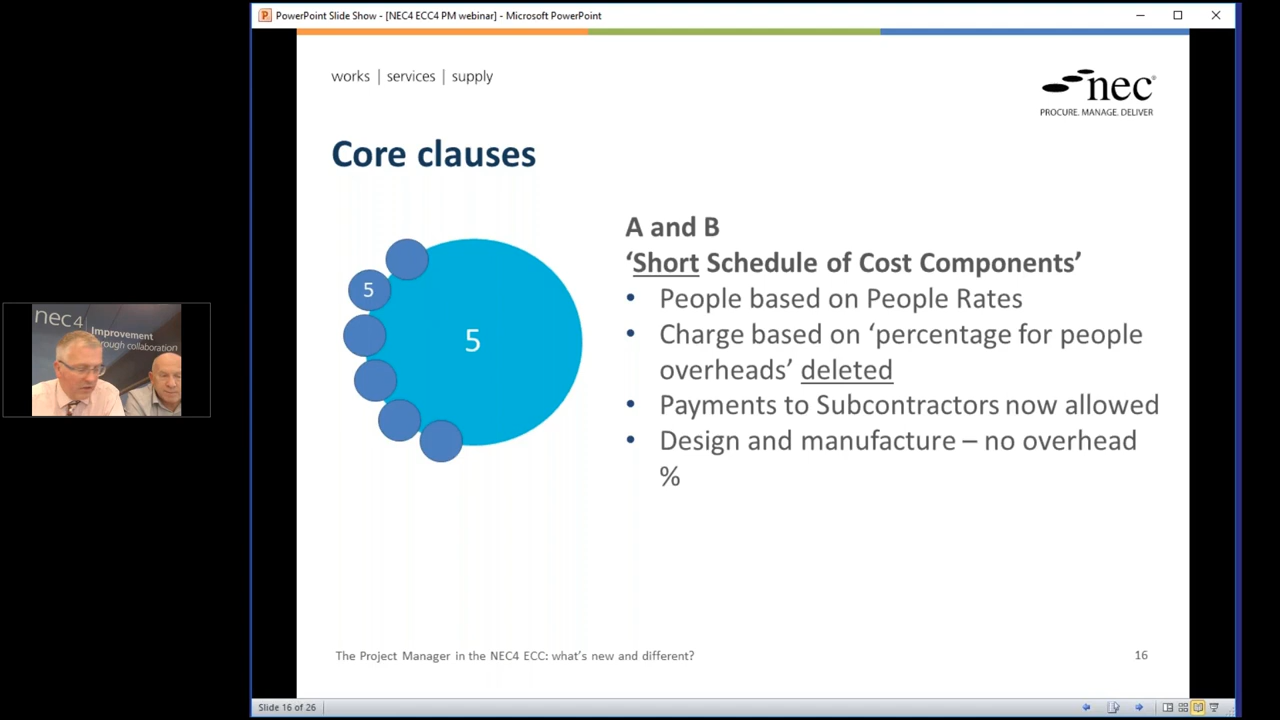 PowerPoint Slide Show - [NEC4 ECC4 PM webinar] - Microsoft PowerPoint
works | services | supply
nec®
PROCURE. MANAGE. DELIVER
Core clauses
5
5
A and B
‘Short Schedule of Cost Components’
• People based on People Rates
• Charge based on ‘percentage for people
overheads’ deleted
• Payments to Subcontractors now allowed
• Design and manufacture – no overhead
%
nec4
Improvement
through collaboration
The Project Manager in the NEC4 ECC: what’s new and different?
16
Slide 16 of 26